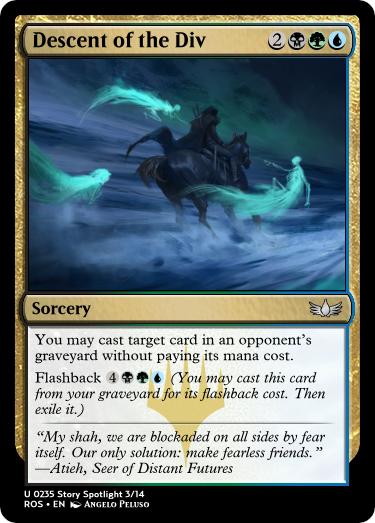 Descent of the Div 2
Sorcery
You may cast target card in an opponent's
graveyard without paying its mana cost.
Flashback 4 (You may cast this card
from your graveyard for its flashback cost. Then
exile it.)
“My shah, we are blockaded on all sides by fear
itself. Our only solution: make fearless friends.”
—Atieh, Seer of Distant Futures
U 0235 Story Spotlight 3/14
ROS • EN Angelo Peluso